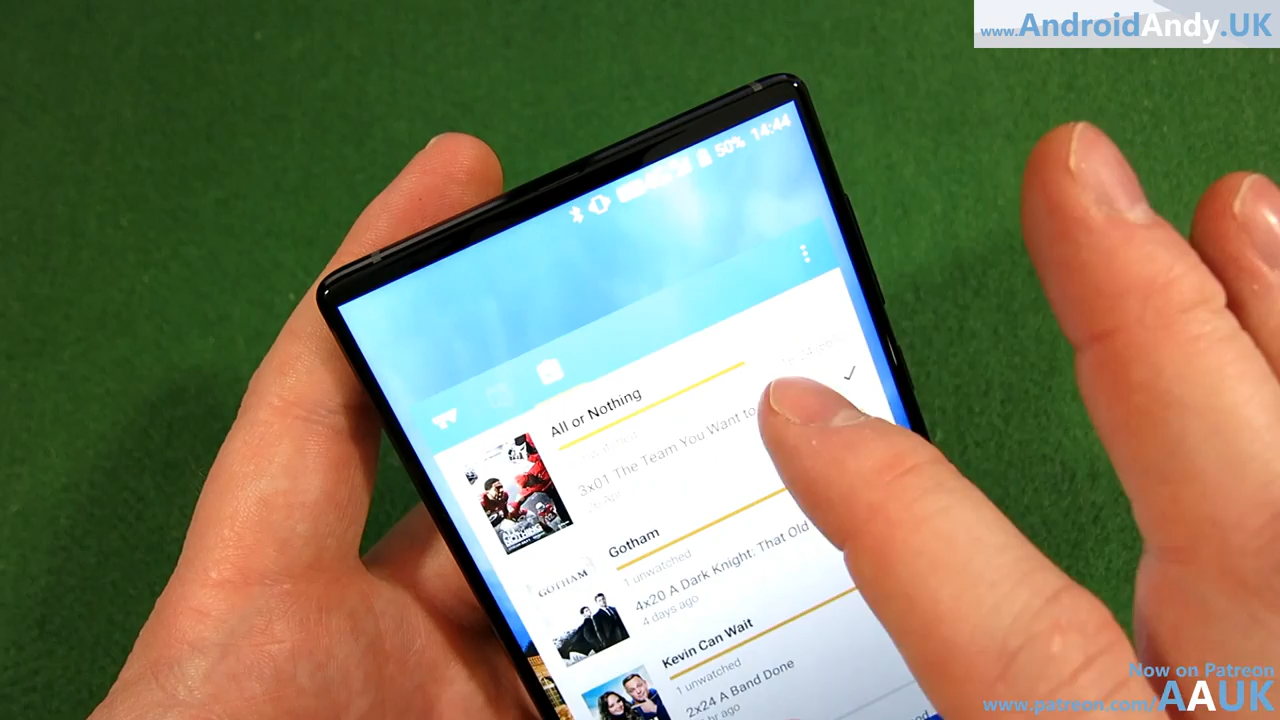 www.AndroidAndy.UK
50% 14:44
All or Nothing
3x01 The Team You Want to
Gotham
1 unwatched
4x20 A Dark Knight: That Old
4 days ago
GOTHAM
Kevin Can Wait
1 unwatched
2x24 A Band Done
NOTHING
Now on Patreon
www.patreon.com/AAUK